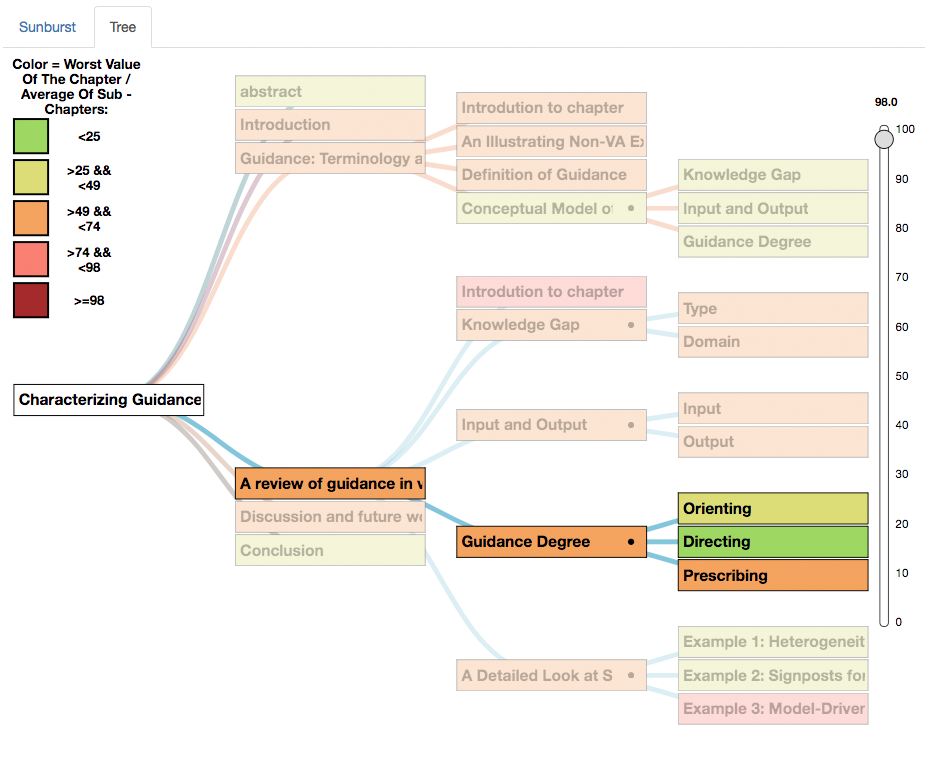 Sunburst
Tree
Color = Worst Value
Of The Chapter /
Average Of Sub -
Chapters:
<25
>25 &&
<49
>49 &&
<74
>74 &&
<98
>=98
Characterizing Guidance
abstract
Introduction
Guidance: Terminology a
A review of guidance in v
Discussion and future wo
Conclusion
Introdution to chapter
An Illustrating Non-VA Ex
Definition of Guidance
Conceptual Model of
Introdution to chapter
Knowledge Gap
Input and Output
Guidance Degree
A Detailed Look at S
Knowledge Gap
Input and Output
Guidance Degree
Type
Domain
Input
Output
Orienting
Directing
Prescribing
Example 1: Heterogeneit
Example 2: Signposts for
Example 3: Model-Driver
98.0
100
90
80
70
60
50
40
30
20
10
0